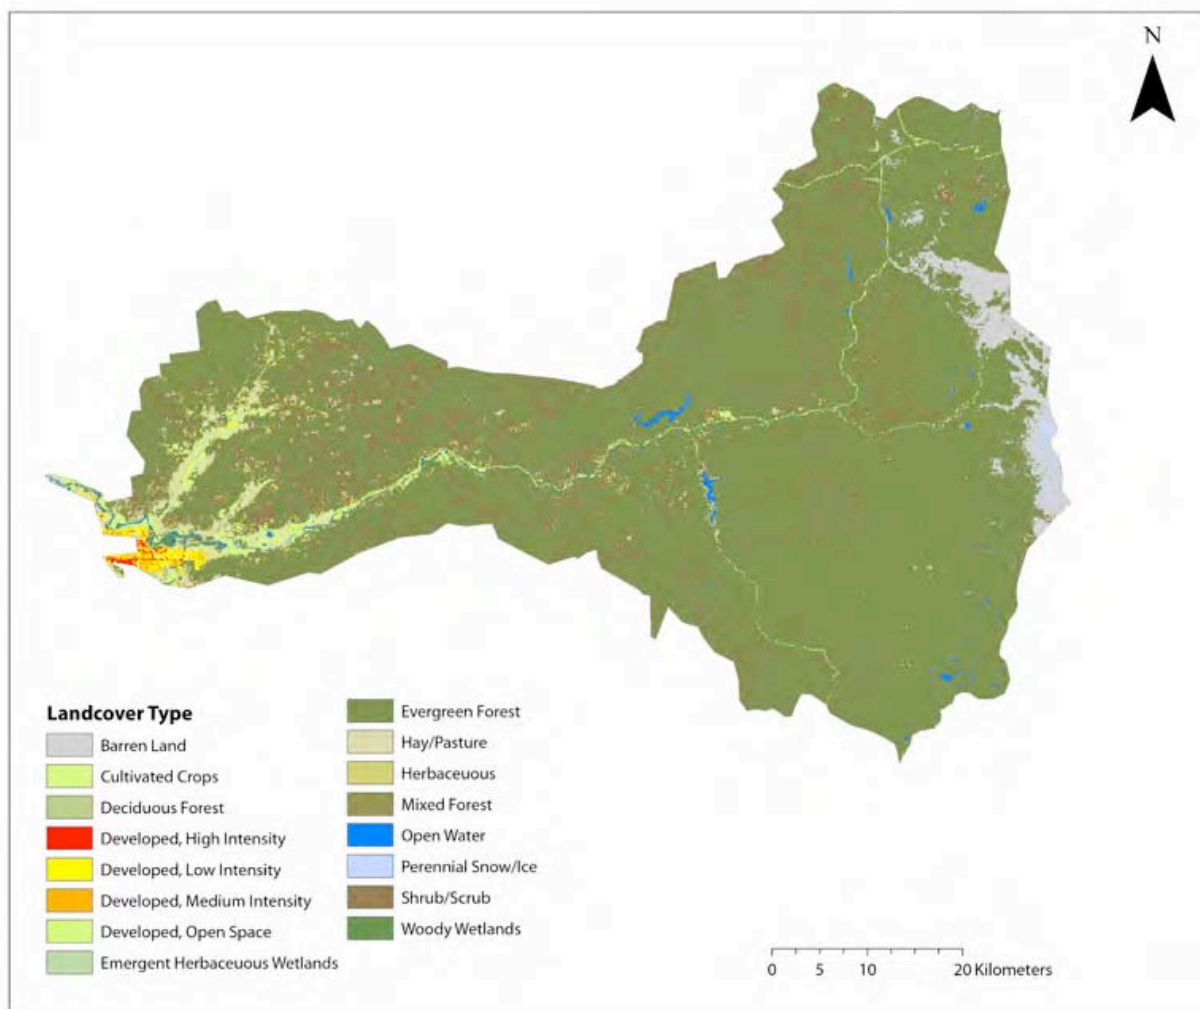 N
Landcover Type
Barren Land
Cultivated Crops
Deciduous Forest
Developed, High Intensity
Developed, Low Intensity
Developed, Medium Intensity
Developed, Open Space
Emergent Herbaceuous Wetlands
Evergreen Forest
Hay/Pasture
Herbaceuous
Mixed Forest
Open Water
Perennial Snow/Ice
Shrub/Scrub
Woody Wetlands
0 5 10 20 Kilometers